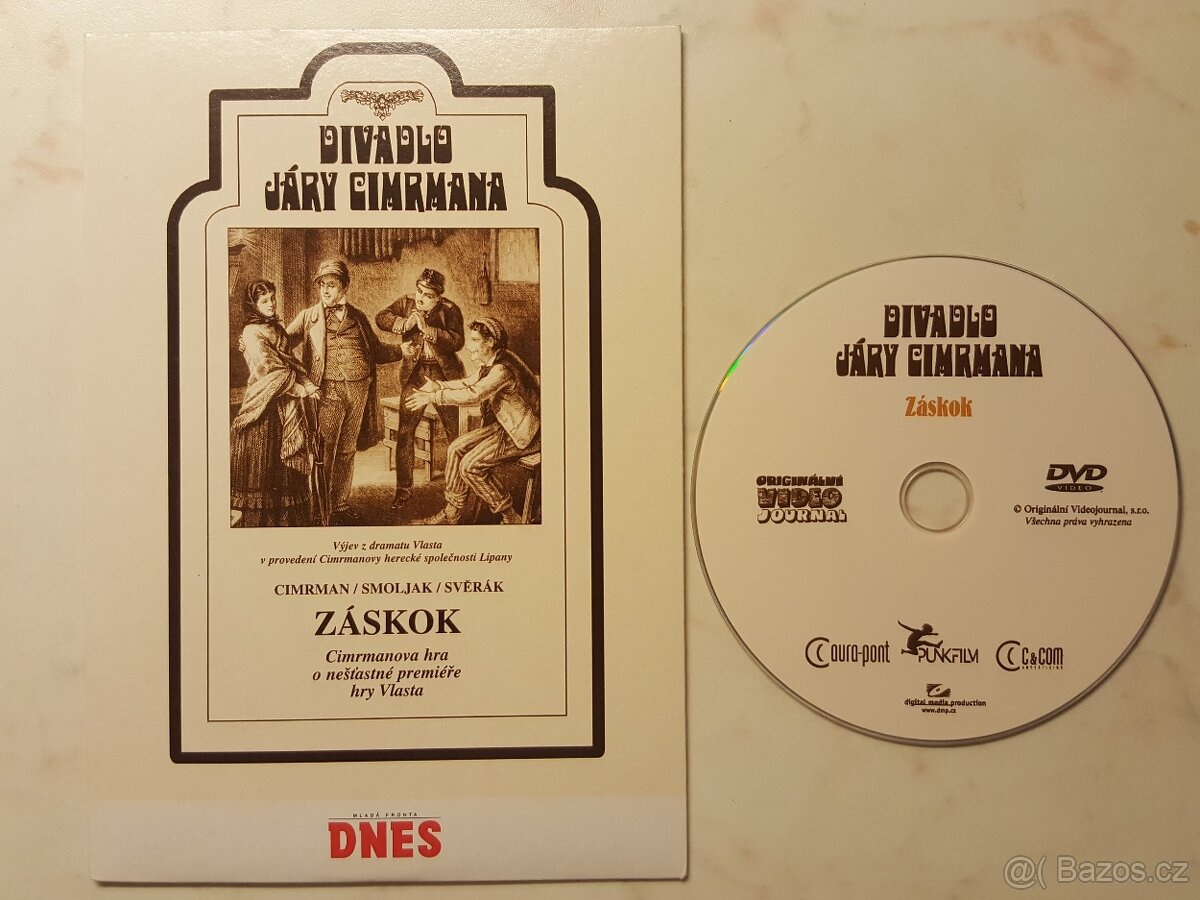 DIVADLO
JÁRY CIMRMANA
Výjev z dramatu Vlasta
v provedení Cimrmanovy herecké společnosti Lipany
CIMRMAN / SMOLJAK / SVĚRÁK
ZÁSKOK
Cimrmanova hra
o nešťastné premiéře
hry Vlasta
MLADÁ FRONTA
DNES
DIVADLO
JÁRY CIMRMANA
Záskok
ORIGINÁLNÍ
VIDEO
JOURNAL
DVD
VIDEO
© Originální Videojournal, s.r.o.
Všechna práva vyhrazena
aura-pont
PUNKFILM
C&COM
ADVERTISING
digital media production
www.dmp.cz
@( Bazos.cz